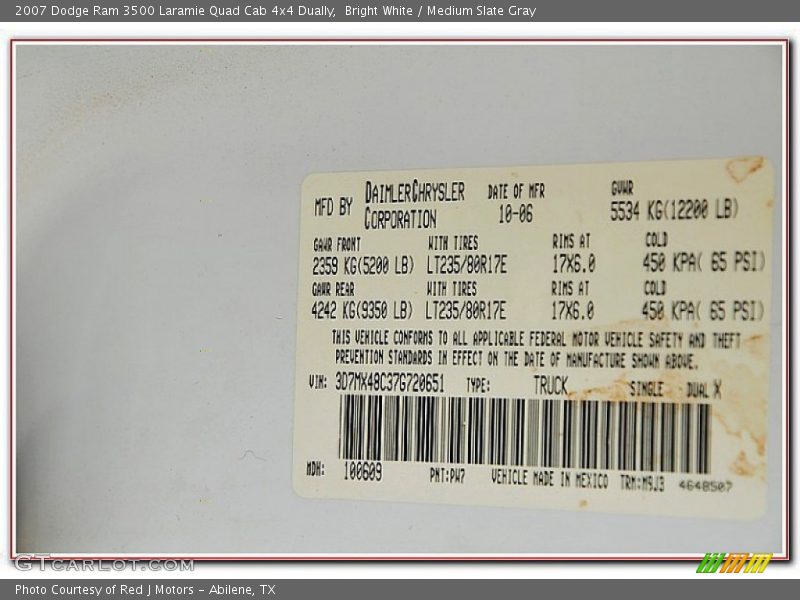 2007 Dodge Ram 3500 Laramie Quad Cab 4x4 Dually,  Bright White / Medium Slate Gray
MFD BY DAIMLERCHRYSLER CORPORATION DATE OF MFR 10-06 GVWR 5534 KG(12200 LB)
GAWR FRONT WITH TIRES RIMS AT COLD
2359 KG(5200 LB) LT235/80R17E 17X6.0 450 KPA( 65 PSI)
GAWR REAR WITH TIRES RIMS AT COLD
4242 KG(9350 LB) LT235/80R17E 17X6.0 450 KPA( 65 PSI)
THIS VEHICLE CONFORMS TO ALL APPLICABLE FEDERAL MOTOR VEHICLE SAFETY AND THEFT
PREVENTION STANDARDS IN EFFECT ON THE DATE OF MANUFACTURE SHOWN ABOVE.
VIN: 3D7MX48C37G720651 TYPE: TRUCK SINGLE DUAL X
MDH: 100609 PNT:PW7 VEHICLE MADE IN MEXICO TRM:M9J3 4648507
GTCARLOT.COM
Photo Courtesy of Red J Motors - Abilene, TX